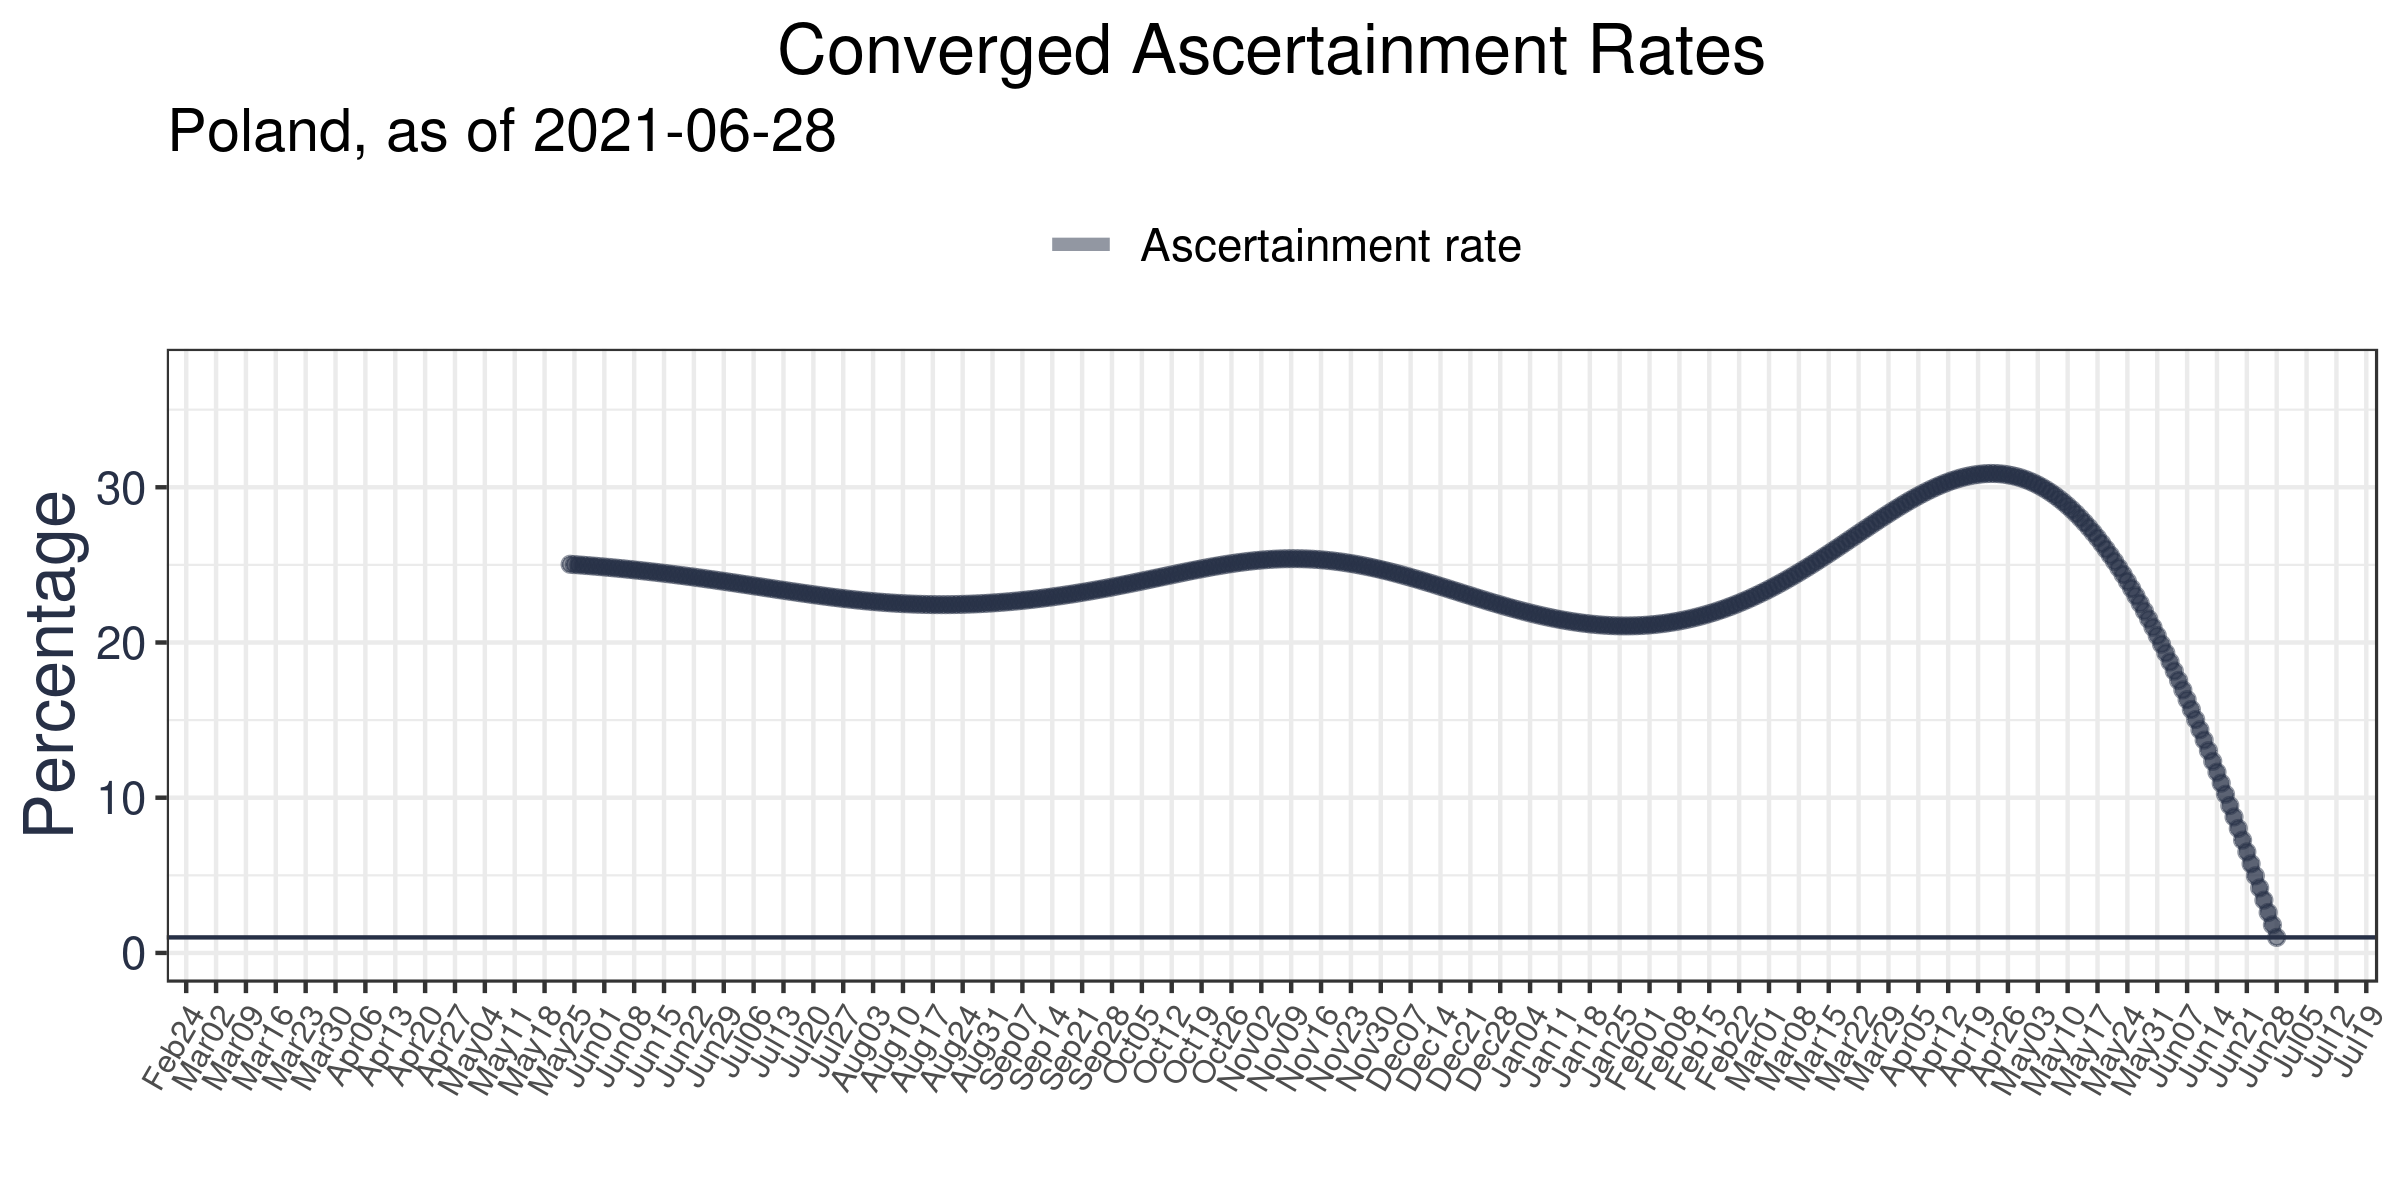 Converged Ascertainment Rates
Poland, as of 2021-06-28
Ascertainment rate
Percentage
30
20
10
0
Feb24
Mar02
Mar09
Mar16
Mar23
Mar30
Apr06
Apr13
Apr20
Apr27
May04
May11
May18
May25
Jun01
Jun08
Jun15
Jun22
Jun29
Jul06
Jul13
Jul20
Jul27
Aug03
Aug10
Aug17
Aug24
Aug31
Sep07
Sep14
Sep21
Sep28
Oct05
Oct12
Oct19
Oct26
Nov02
Nov09
Nov16
Nov23
Nov30
Dec07
Dec14
Dec21
Dec28
Jan04
Jan11
Jan18
Jan25
Feb01
Feb08
Feb15
Feb22
Mar01
Mar08
Mar15
Mar22
Mar29
Apr05
Apr12
Apr19
Apr26
May03
May10
May17
May24
May31
Jun07
Jun14
Jun21
Jun28
Jul05
Jul12
Jul19